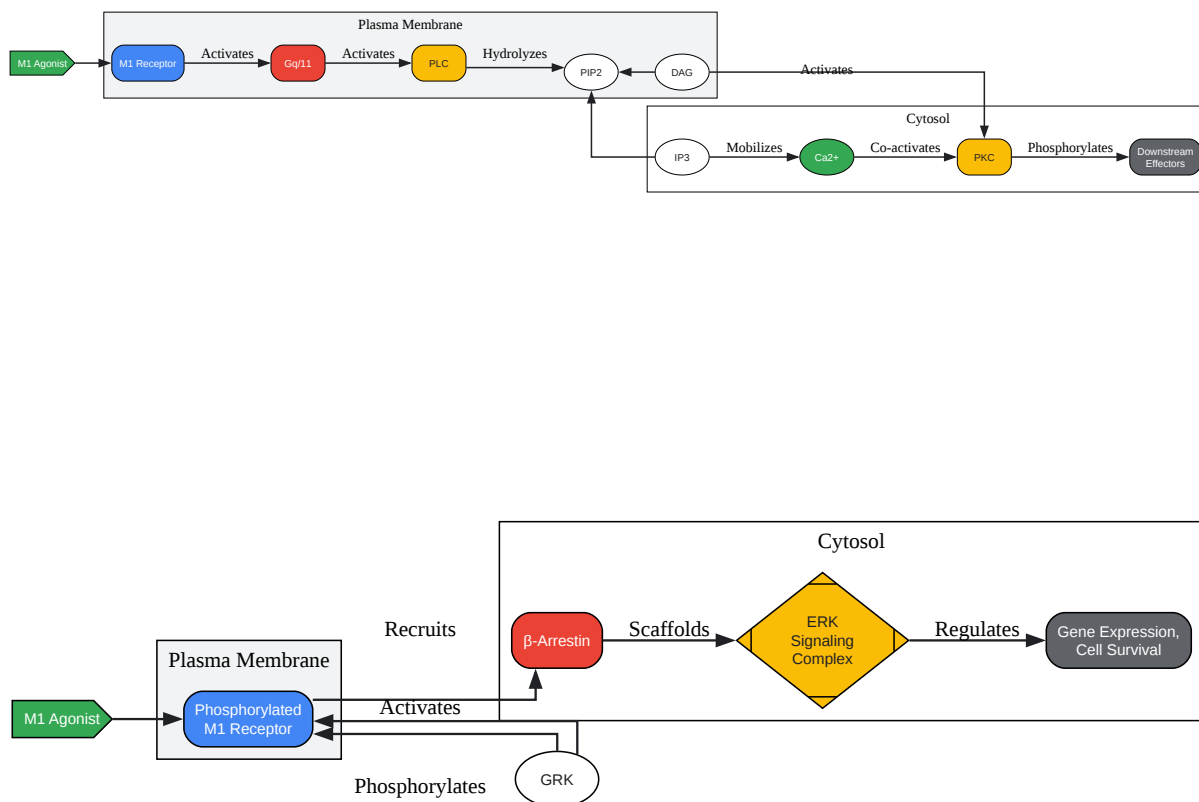 Plasma Membrane
M1 Agonist
M1 Receptor
Activates
Gq/11
Activates
PLC
Hydrolyzes
PIP2
DAG
Activates
Cytosol
IP3
Mobilizes
Ca2+
Co-activates
PKC
Phosphorylates
Downstream
Effectors
Cytosol
Plasma Membrane
M1 Agonist
Phosphorylated
M1 Receptor
Recruits
Activates
Phosphorylates
GRK
β-Arrestin
Scaffolds
ERK
Signaling
Complex
Regulates
Gene Expression,
Cell Survival